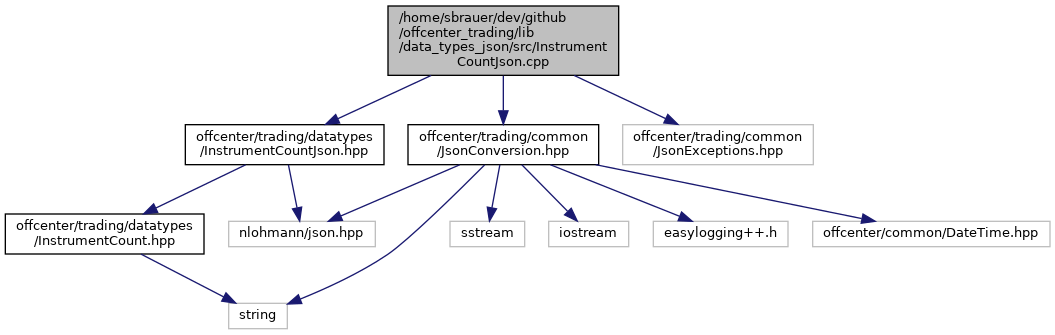 /home/sbrauer/dev/github
/offcenter_trading/lib
/data_types_json/src/Instrument
CountJson.cpp
offcenter/trading/datatypes
/InstrumentCountJson.hpp
offcenter/trading/common
/JsonConversion.hpp
offcenter/trading/common
/JsonExceptions.hpp
offcenter/trading/datatypes
/InstrumentCount.hpp
nlohmann/json.hpp
sstream
iostream
easylogging++.h
offcenter/common/DateTime.hpp
string